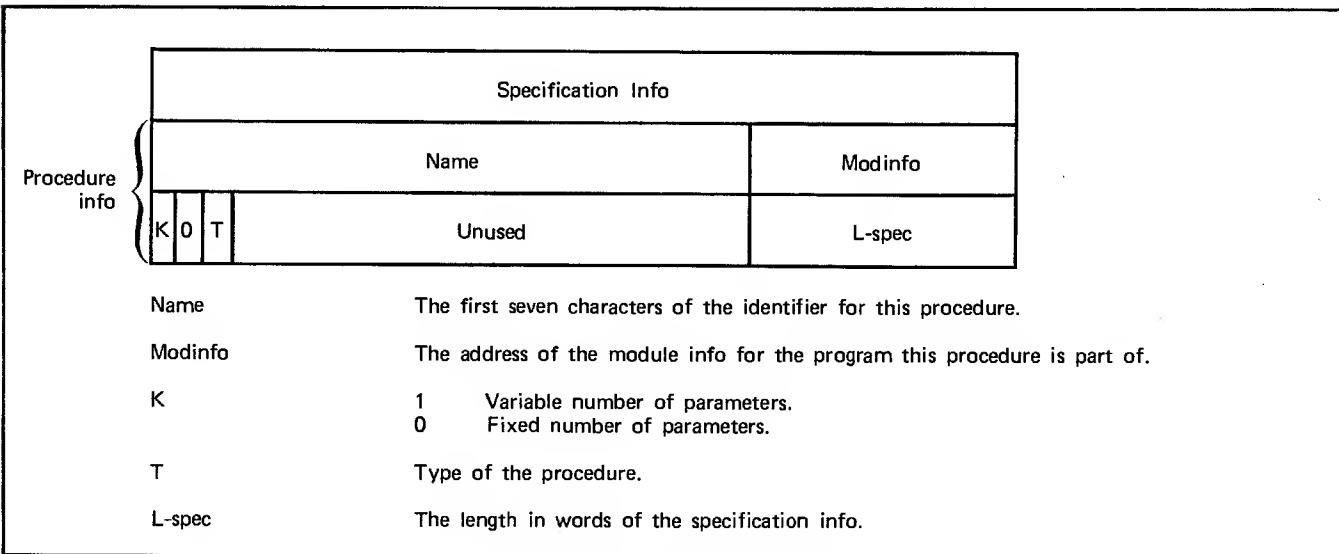 Specification Info
Procedure info
Name
Modinfo
K
0
T
Unused
L-spec
Name The first seven characters of the identifier for this procedure.
Modinfo The address of the module info for the program this procedure is part of.
K 1 Variable number of parameters.
0 Fixed number of parameters.
T Type of the procedure.
L-spec The length in words of the specification info.